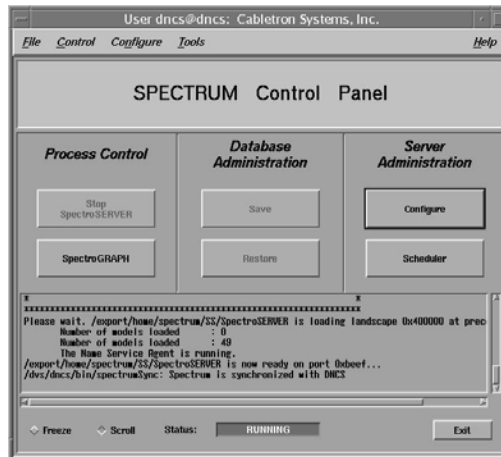 User dncs@dncs: Cabletron Systems, Inc.
File Control Configure Tools Help
SPECTRUM Control Panel
Process Control
Database Administration
Server Administration
Stop SpectroSERVER
Save
Configure
SpectroGRAPH
Restore
Scheduler
* *
Please wait. /export/home/spectrum/SS/SpectroSERVER is loading landscape 0x400000 at prec
Number of models loaded : 0
Number of models loaded : 49
The Name Service Agent is running.
/export/home/spectrum/SS/SpectroSERVER is now ready on port 0xbeef...
/dvs/dncs/bin/spectrumSync: Spectrum is synchronized with DNCS
Freeze Scroll Status: RUNNING Exit